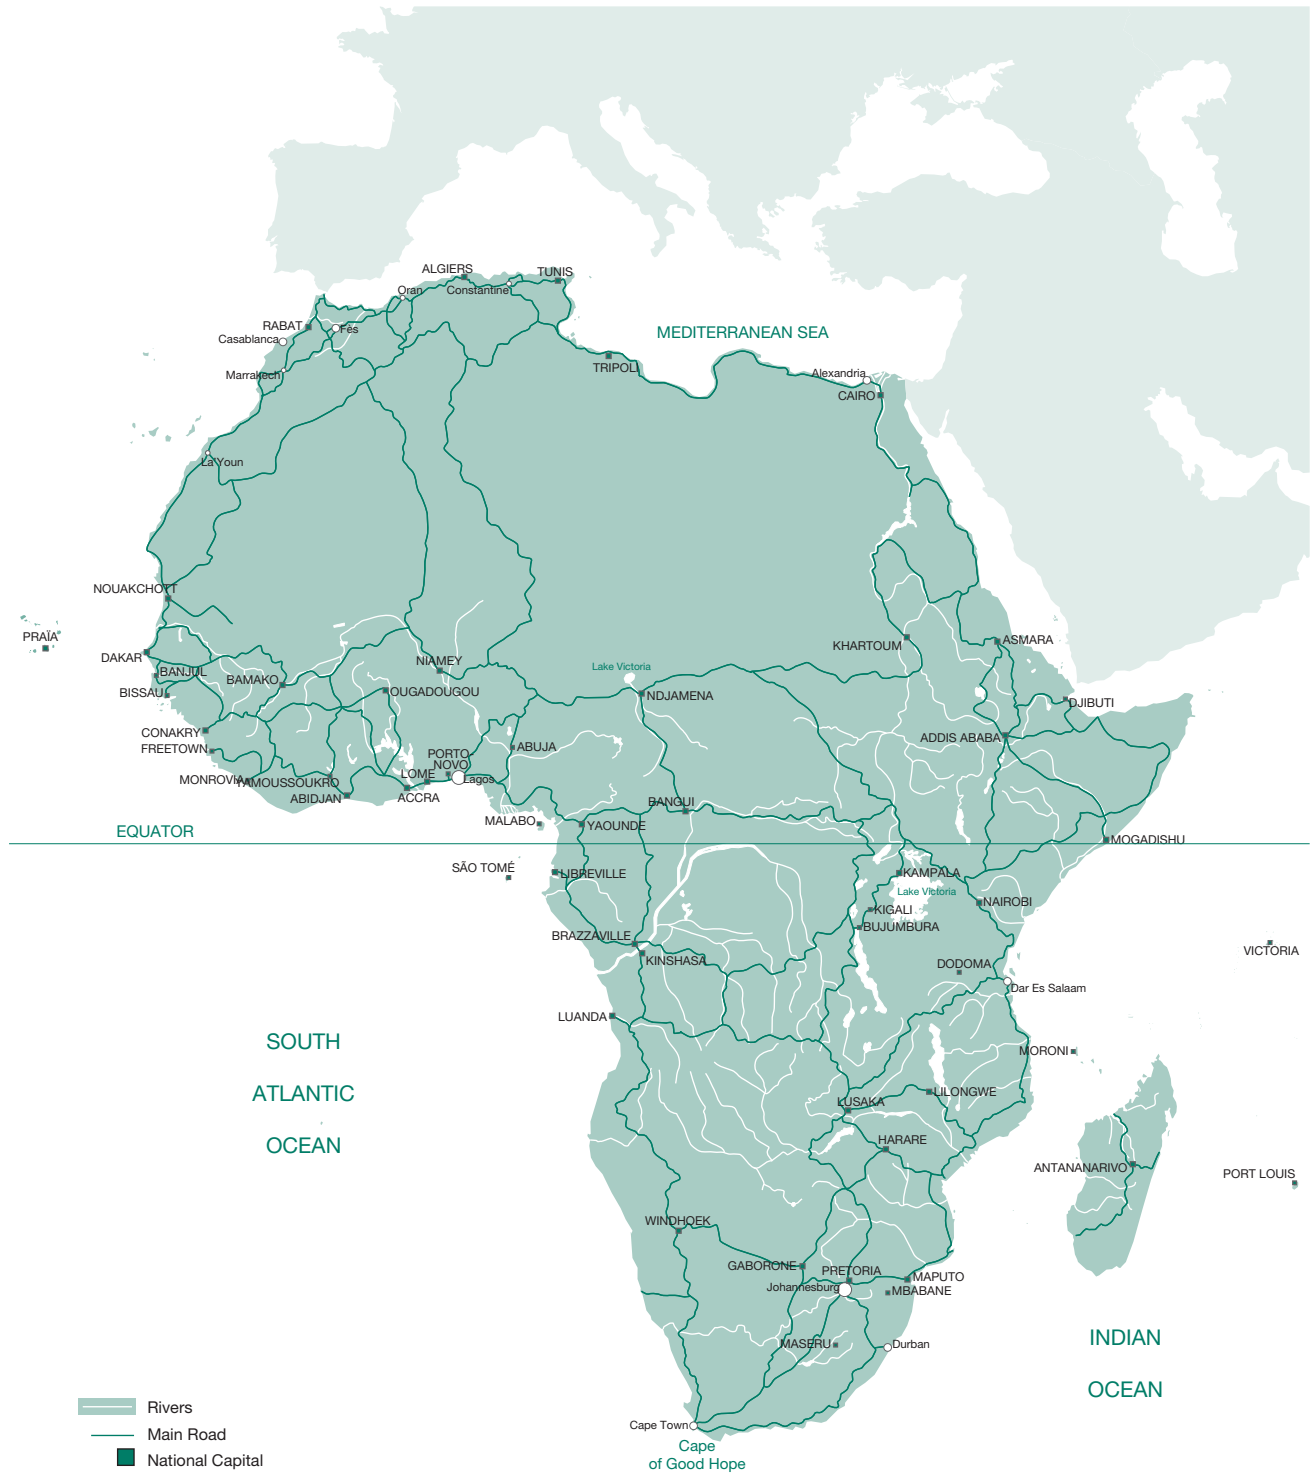 ALGIERS
TUNIS
Constantine
Oran
RABAT
Fès
Casablanca
MEDITERRANEAN SEA
TRIPOLI
Marrakech
Alexandria
CAIRO
La'Youn
NOUAKCHOTT
PRAÏA
KHARTOUM
ASMARA
DAKAR
NIAMEY
Lake Victoria
BANJUL
BAMAKO
BISSAU
OUGADOUGOU
NDJAMENA
DJIBUTI
CONAKRY
ADDIS ABABA
FREETOWN
ABUJA
PORTO-
NOVO
LOME
Lagos
MONROVIA
YAMOUSSOUKRO
ABIDJAN
ACCRA
BANGUI
MALABO
YAOUNDE
EQUATOR
MOGADISHU
SÃO TOMÉ
LIBREVILLE
KAMPALA
Lake Victoria
NAIROBI
KIGALI
BRAZZAVILLE
BUJUMBURA
VICTORIA
KINSHASA
DODOMA
Dar Es Salaam
LUANDA
SOUTH
MORONI
ATLANTIC
LILONGWE
LUSAKA
OCEAN
HARARE
ANTANANARIVO
PORT LOUIS
WINDHOEK
GABORONE
PRETORIA
MAPUTO
Johannesburg
MBABANE
INDIAN
MASERU
Durban
OCEAN
Rivers
Cape Town
Main Road
Cape
of Good Hope
National Capital